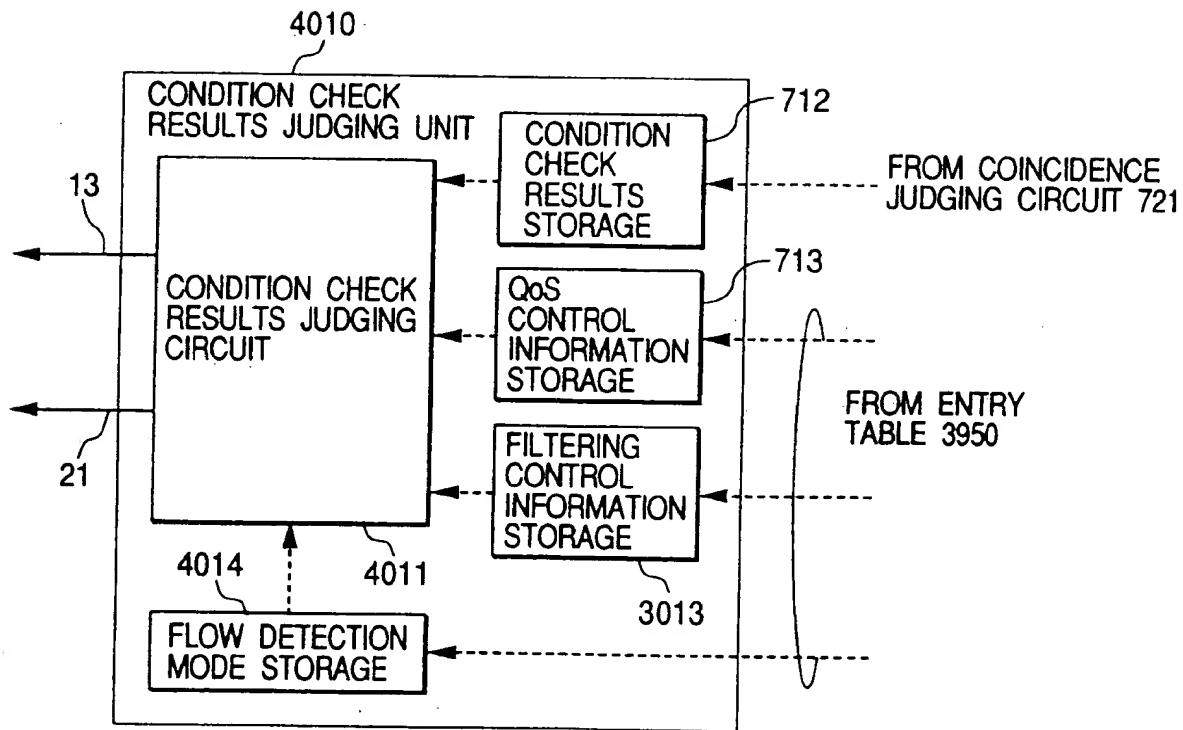 4010
CONDITION CHECK
RESULTS JUDGING UNIT
712
CONDITION
CHECK
RESULTS
STORAGE
FROM COINCIDENCE
JUDGING CIRCUIT 721
13
CONDITION CHECK
RESULTS JUDGING
CIRCUIT
713
QoS
CONTROL
INFORMATION
STORAGE
21
FROM ENTRY
TABLE 3950
FILTERING
CONTROL
INFORMATION
STORAGE
4014
4011
3013
FLOW DETECTION
MODE STORAGE